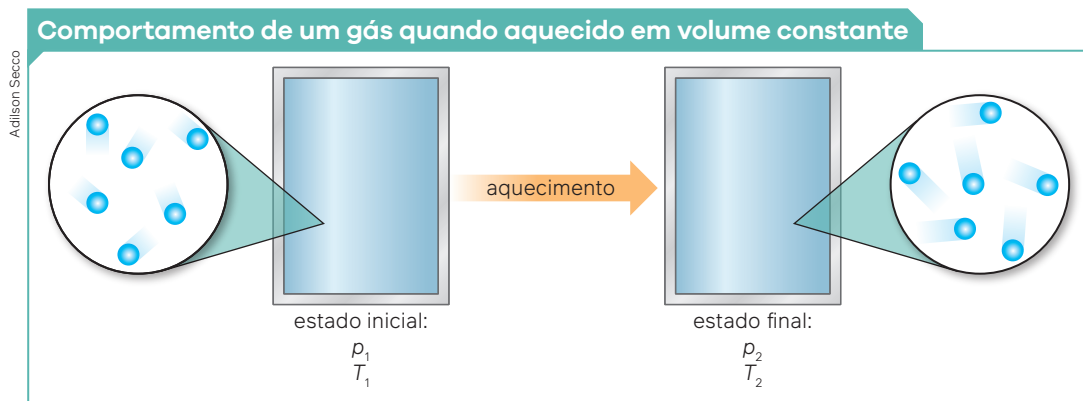 Comportamento de um gás quando aquecido em volume constante
Adilson Secco
aquecimento
estado inicial:
p₁
T₁
estado final:
p₂
T₂